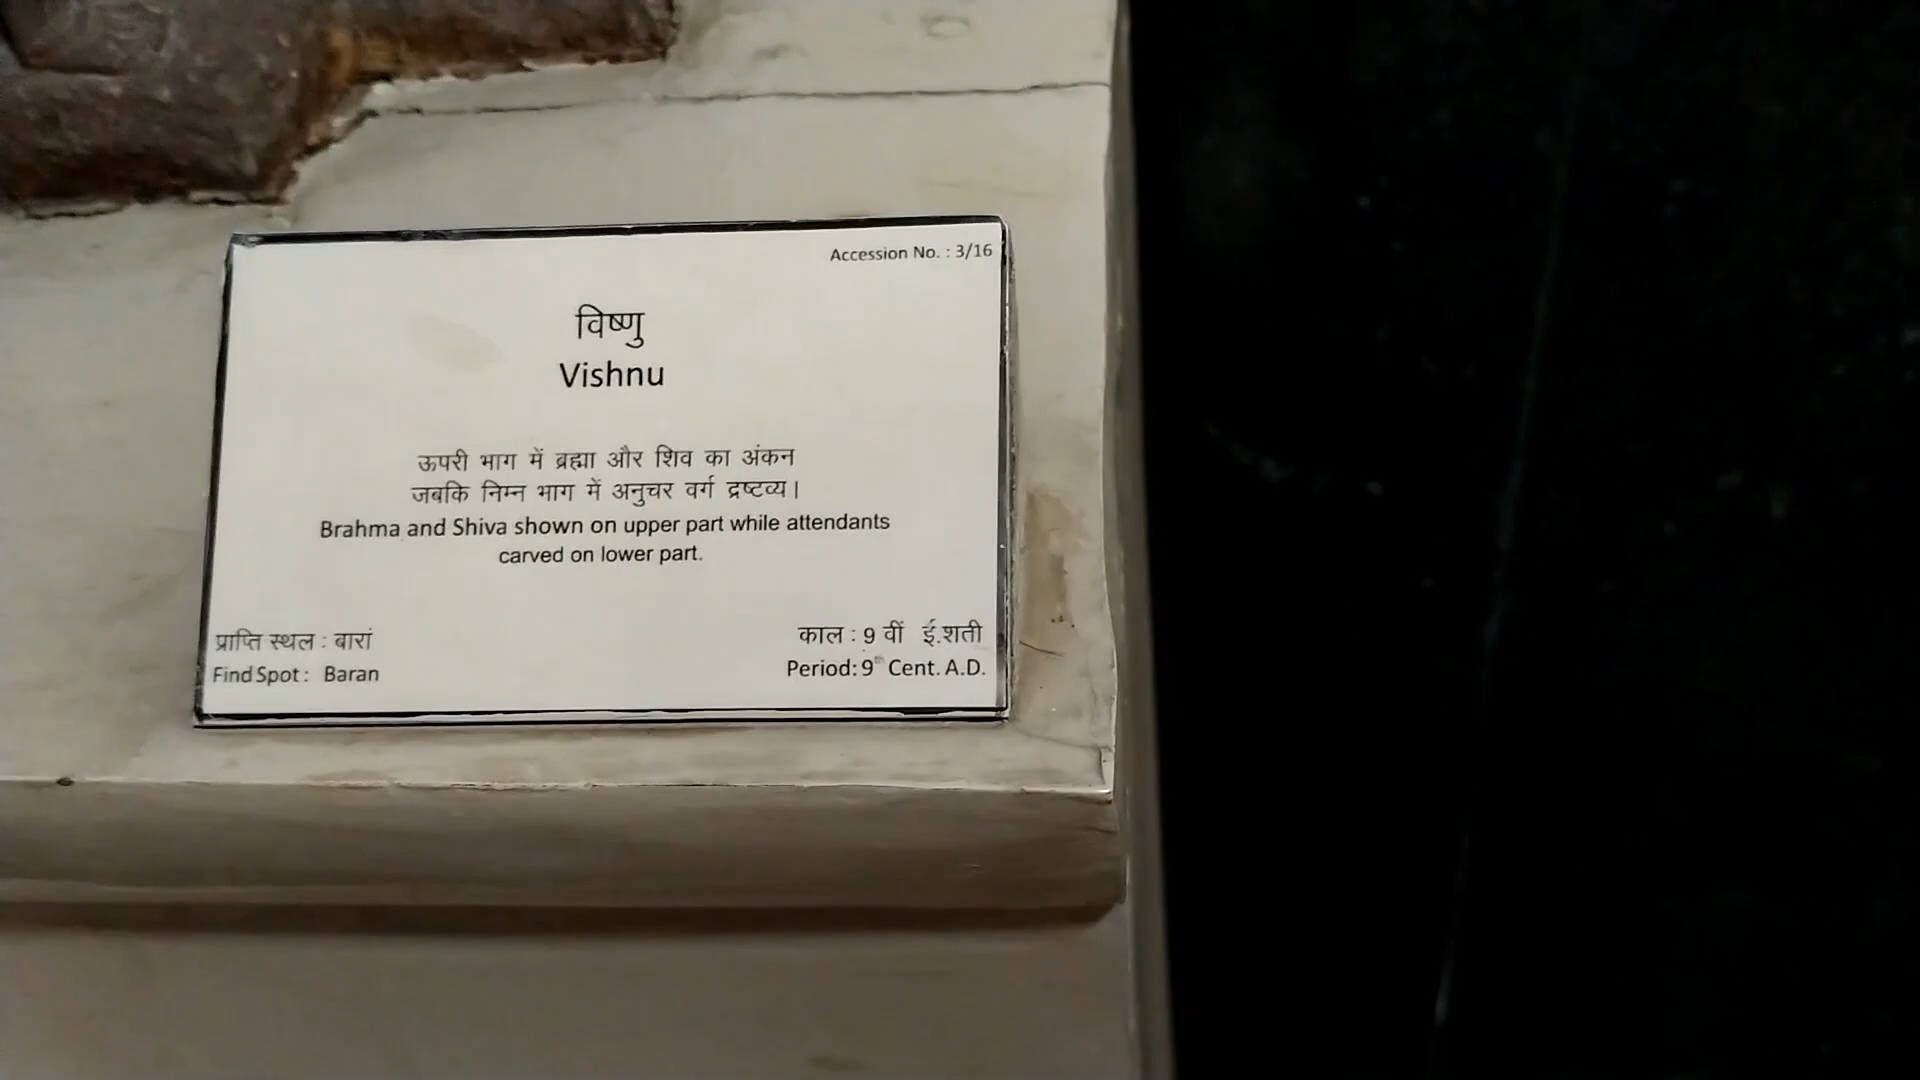 Accession No. : 3/16
विष्णु
Vishnu
ऊपरी भाग में ब्रह्मा और शिव का अंकन
जबकि निम्न भाग में अनुचर वर्ग द्रष्टव्य।
Brahma and Shiva shown on upper part while attendants
carved on lower part.
प्राप्ति स्थल : बारां
काल : 9 वीं ई.शती
Find Spot : Baran
Period: 9th Cent. A.D.